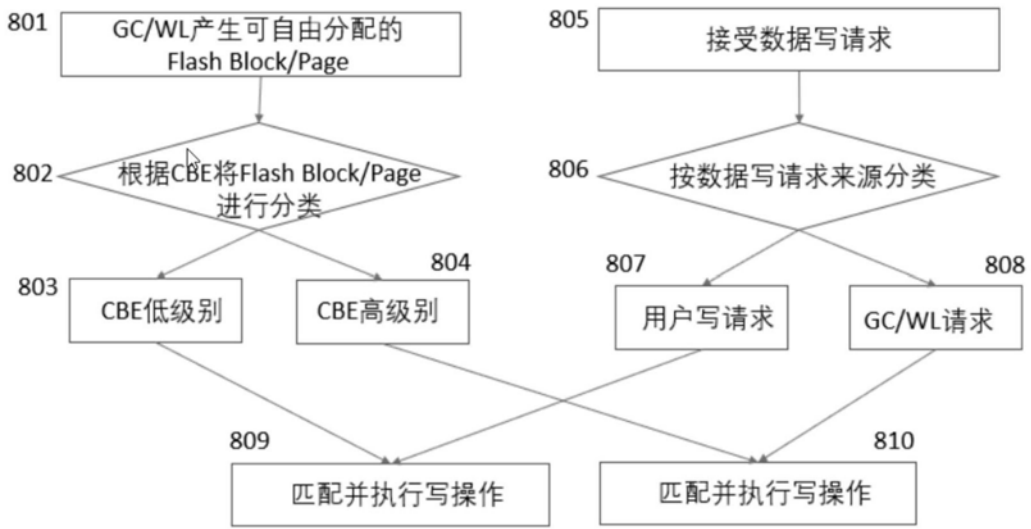 801
GC/WL产生可自由分配的
Flash Block/Page
805
接受数据写请求
802
根据CBE将Flash Block/Page
进行分类
806
按数据写请求来源分类
803
CBE低级别
804
CBE高级别
807
用户写请求
808
GC/WL请求
809
匹配并执行写操作
810
匹配并执行写操作